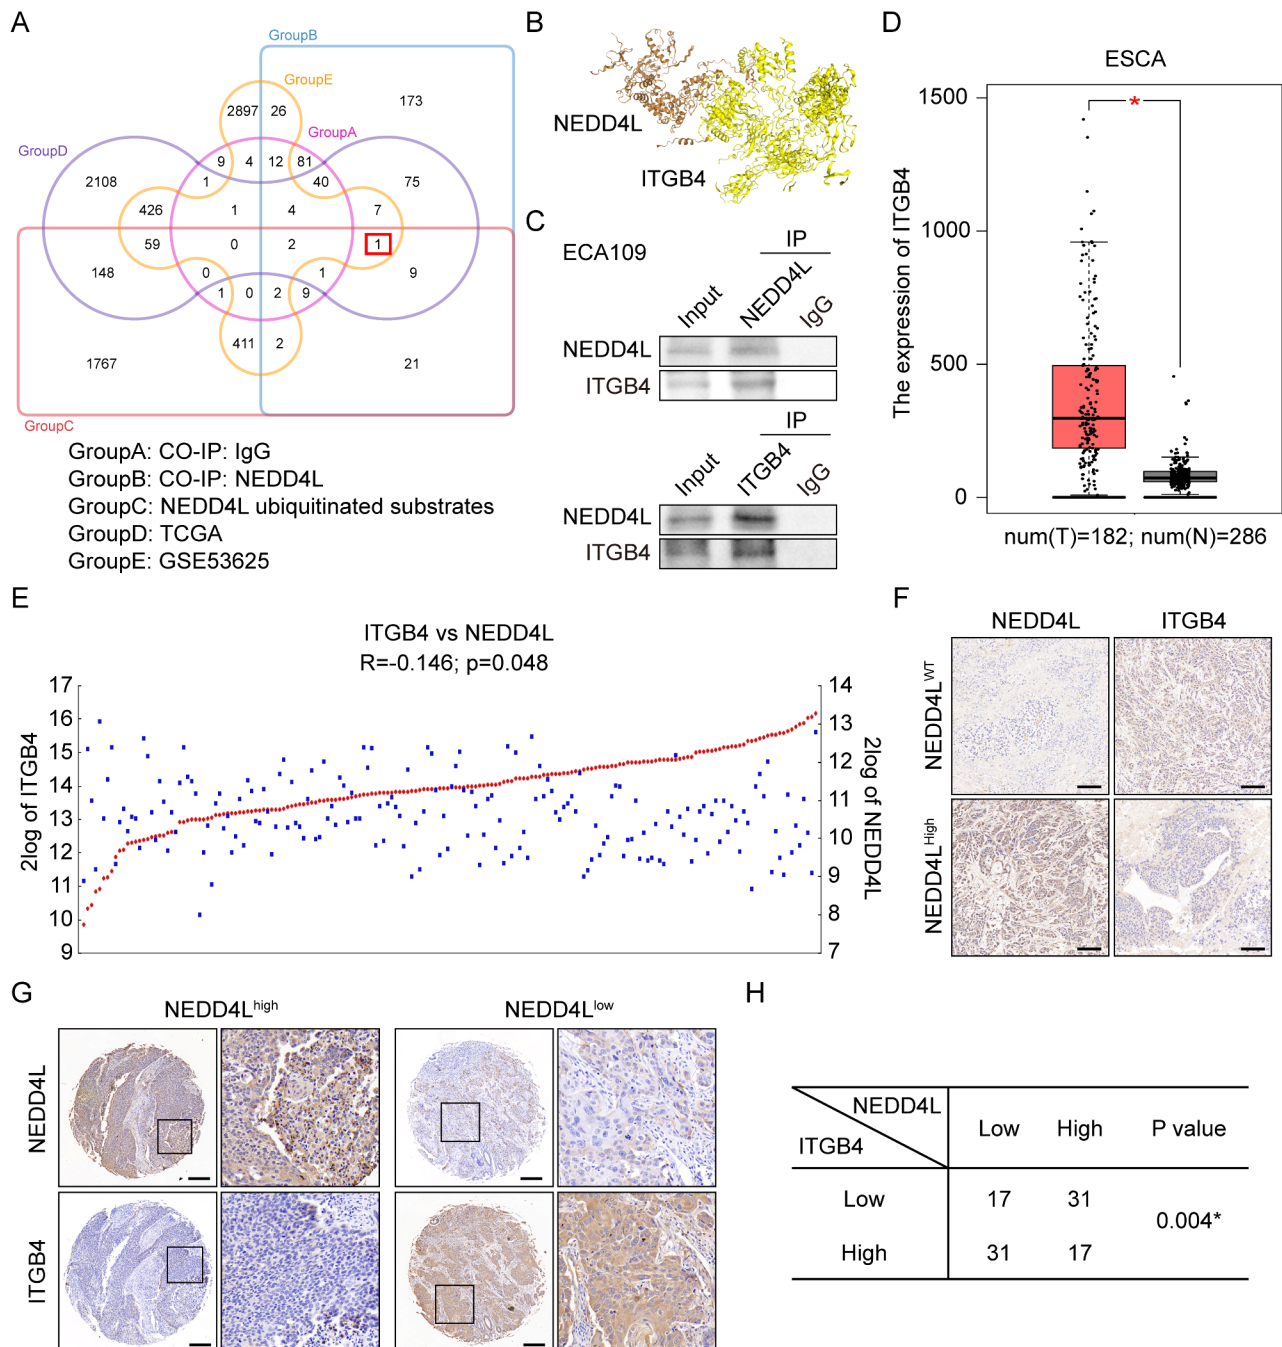 A
GroupB
GroupE
GroupA
GroupD
GroupC
2897 26
173
9 4 12 81
1 40
2108
75
426 1 4 7
59 0 2 1
148
0 1
9
1 0 2 9
411 2
1767
21
GroupA: CO-IP: IgG
GroupB: CO-IP: NEDD4L
GroupC: NEDD4L ubiquitinated substrates
GroupD: TCGA
GroupE: GSE53625
B
NEDD4L
ITGB4
C
ECA109
IP
Input NEDD4L IgG
NEDD4L
ITGB4
IP
Input ITGB4 IgG
NEDD4L
ITGB4
D
ESCA
*
The expression of ITGB4
1500
1000
500
0
num(T)=182; num(N)=286
E
ITGB4 vs NEDD4L
R=-0.146; p=0.048
2log of ITGB4
17
16
15
14
13
12
11
10
9
14
13
12
11
10
9
8
7
2log of NEDD4L
F
NEDD4L ITGB4
NEDD4L^WT
NEDD4L^High
G
NEDD4L^high NEDD4L^low
NEDD4L
ITGB4
H
NEDD4L
ITGB4
Low High P value
Low 17 31
0.004*
High 31 17